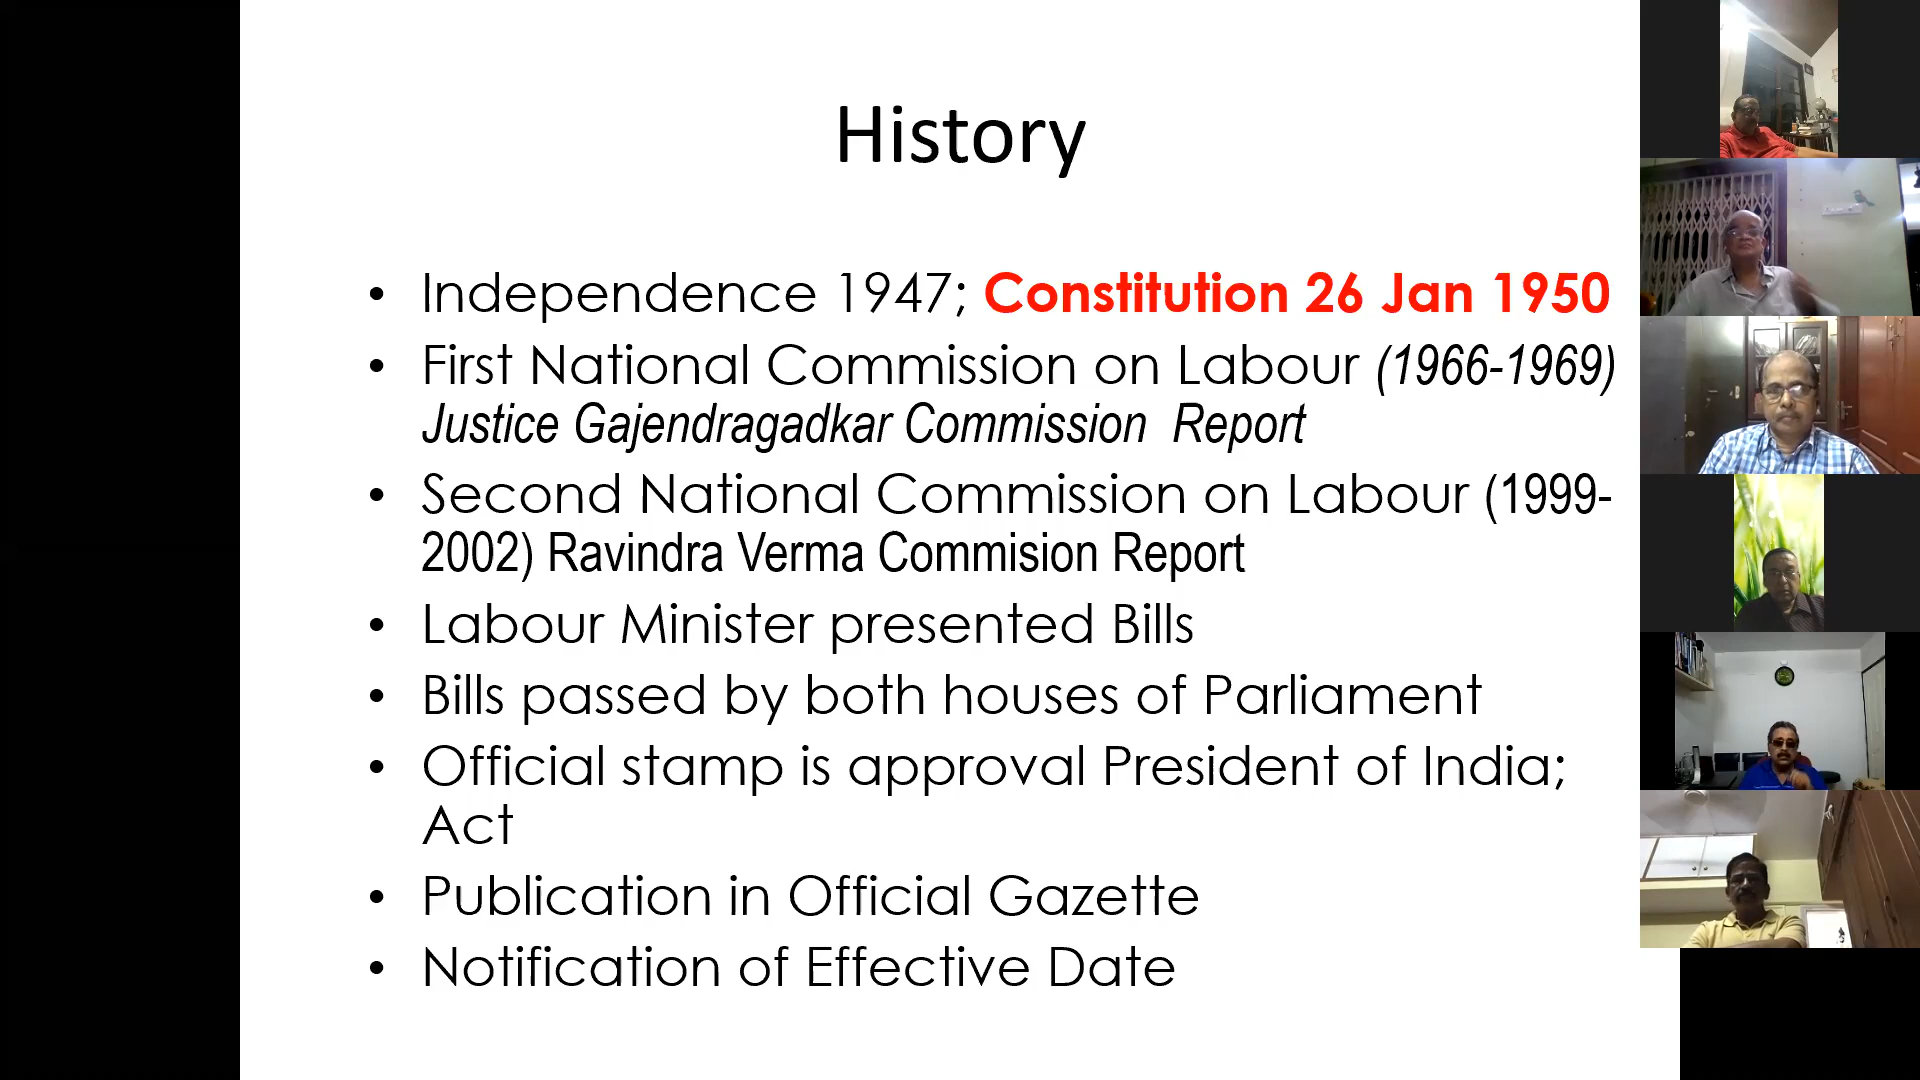 History
• Independence 1947; Constitution 26 Jan 1950
• First National Commission on Labour (1966-1969)
Justice Gajendragadkar Commission Report
• Second National Commission on Labour (1999-
2002) Ravindra Verma Commision Report
• Labour Minister presented Bills
• Bills passed by both houses of Parliament
• Official stamp is approval President of India;
Act
• Publication in Official Gazette
• Notification of Effective Date